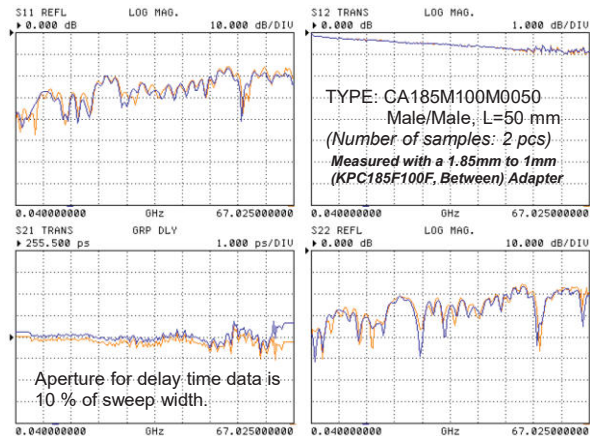 S11 REFL LOG MAG.
▶ 0.000 dB 10.000 dB/DIV
0.040000000 GHz 67.025000000
S12 TRANS LOG MAG.
▶ 0.000 dB 1.000 dB/DIV
TYPE: CA185M100M0050
Male/Male, L=50 mm
(Number of samples: 2 pcs)
Measured with a 1.85mm to 1mm
(KPC185F100F, Between) Adapter
0.040000000 GHz 67.025000000
S21 TRANS GRP DLY
▶ 255.500 ps 1.000 ps/DIV
Aperture for delay time data is
10 % of sweep width.
0.040000000 GHz 67.025000000
S22 REFL LOG MAG.
▶ 0.000 dB 10.000 dB/DIV
0.040000000 GHz 67.025000000